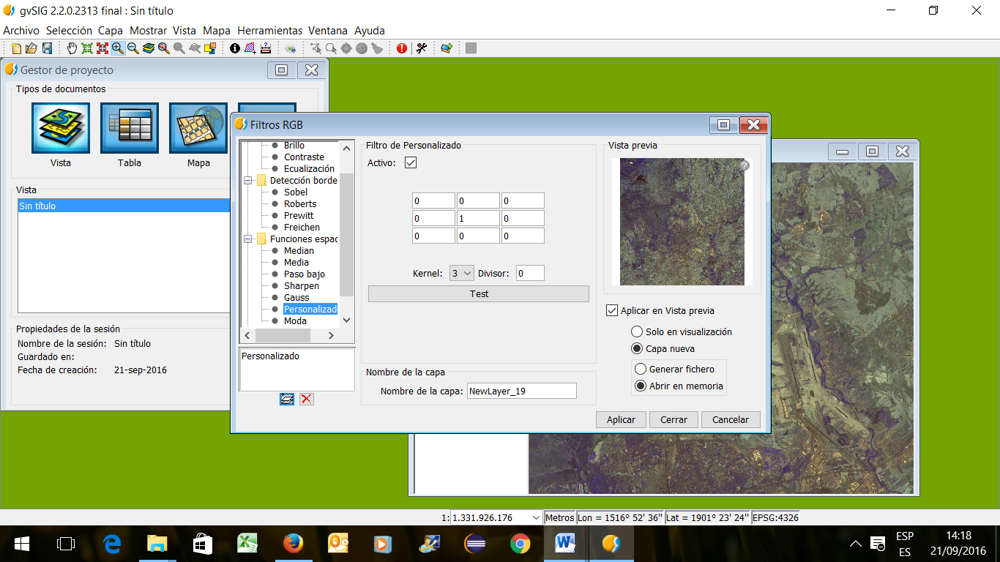 gvSIG 2.2.0.2313 final : Sin título
Archivo Selección Capa Mostrar Vista Mapa Herramientas Ventana Ayuda
Gestor de proyecto
Tipos de documentos
Vista Tabla Mapa
Vista
Sin título
Propiedades de la sesión
Nombre de la sesión: Sin título
Guardado en:
Fecha de creación: 21-sep-2016
Filtros RGB
Brillo
Contraste
Ecualización
Detección borde
Sobel
Roberts
Prewitt
Freichen
Funciones espac
Median
Media
Paso bajo
Sharpen
Gauss
Personalizad
Moda
Personalizado
Filtro de Personalizado
Activo:
0 0 0
0 1 0
0 0 0
Kernel: 3 Divisor: 0
Test
Nombre de la capa
Nombre de la capa: NewLayer_19
Vista previa
?
Aplicar en Vista previa
Solo en visualización
Capa nueva
Generar fichero
Abrir en memoria
Aplicar Cerrar Cancelar
1: 1.331.926.176 Metros Lon = 1516° 52' 36" Lat = 1901° 23' 24" EPSG:4326
ESP
ES
14:18
21/09/2016